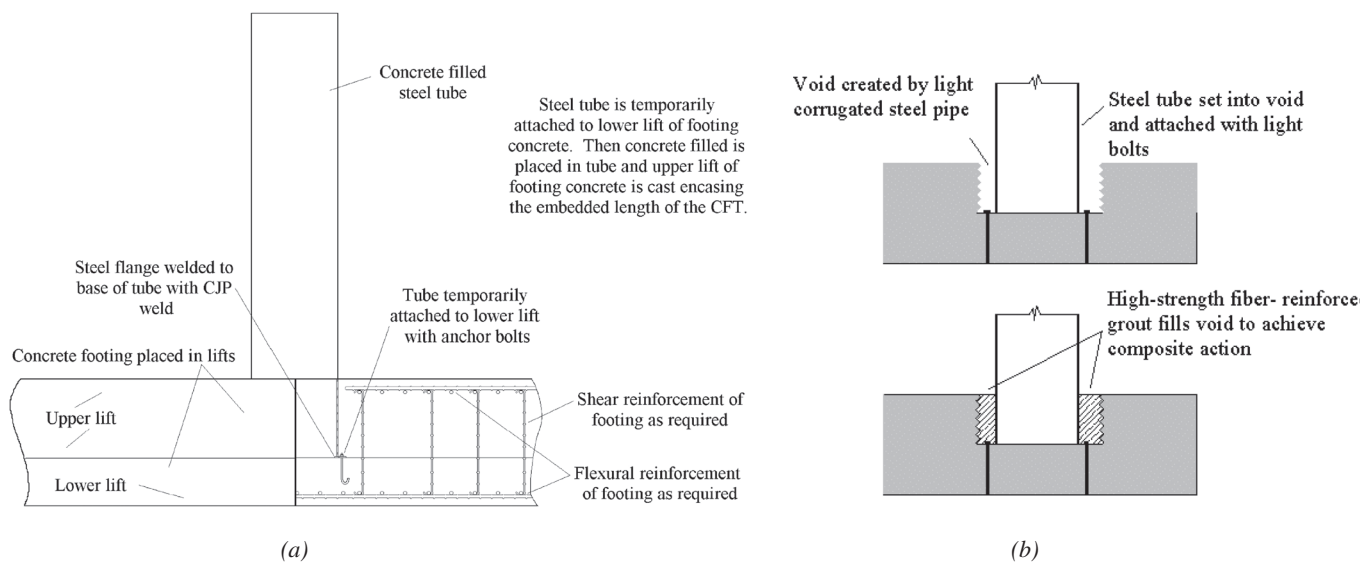 Concrete filled
steel tube
Steel tube is temporarily
attached to lower lift of footing
concrete. Then concrete filled is
placed in tube and upper lift of
footing concrete is cast encasing
the embedded length of the CFT.
Steel flange welded to
base of tube with CJP
weld
Tube temporarily
attached to lower lift
with anchor bolts
Concrete footing placed in lifts
Upper lift
Lower lift
Shear reinforcement of
footing as required
Flexural reinforcement
of footing as required
(a)
Void created by light
corrugated steel pipe
Steel tube set into void
and attached with light
bolts
High-strength fiber- reinforce
grout fills void to achieve
composite action
(b)